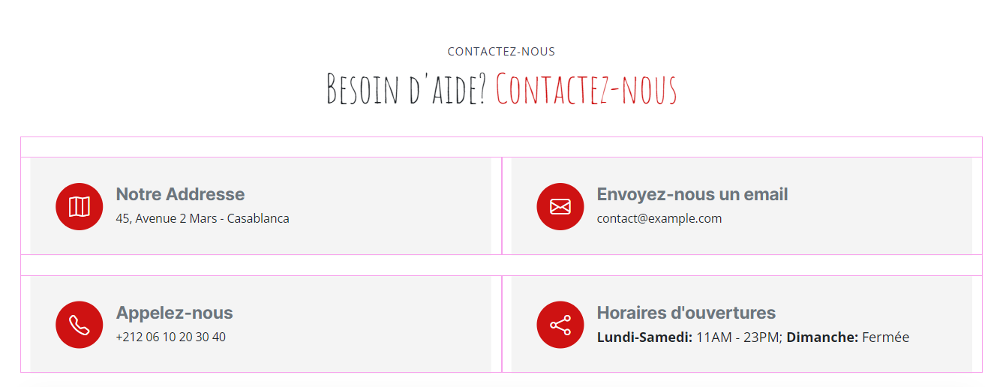 CONTACTEZ-NOUS
Besoin d'aide? Contactez-nous
Notre Addresse
45, Avenue 2 Mars - Casablanca
Envoyez-nous un email
contact@example.com
Appelez-nous
+212 06 10 20 30 40
Horaires d'ouvertures
Lundi-Samedi: 11AM - 23PM; Dimanche: Fermée